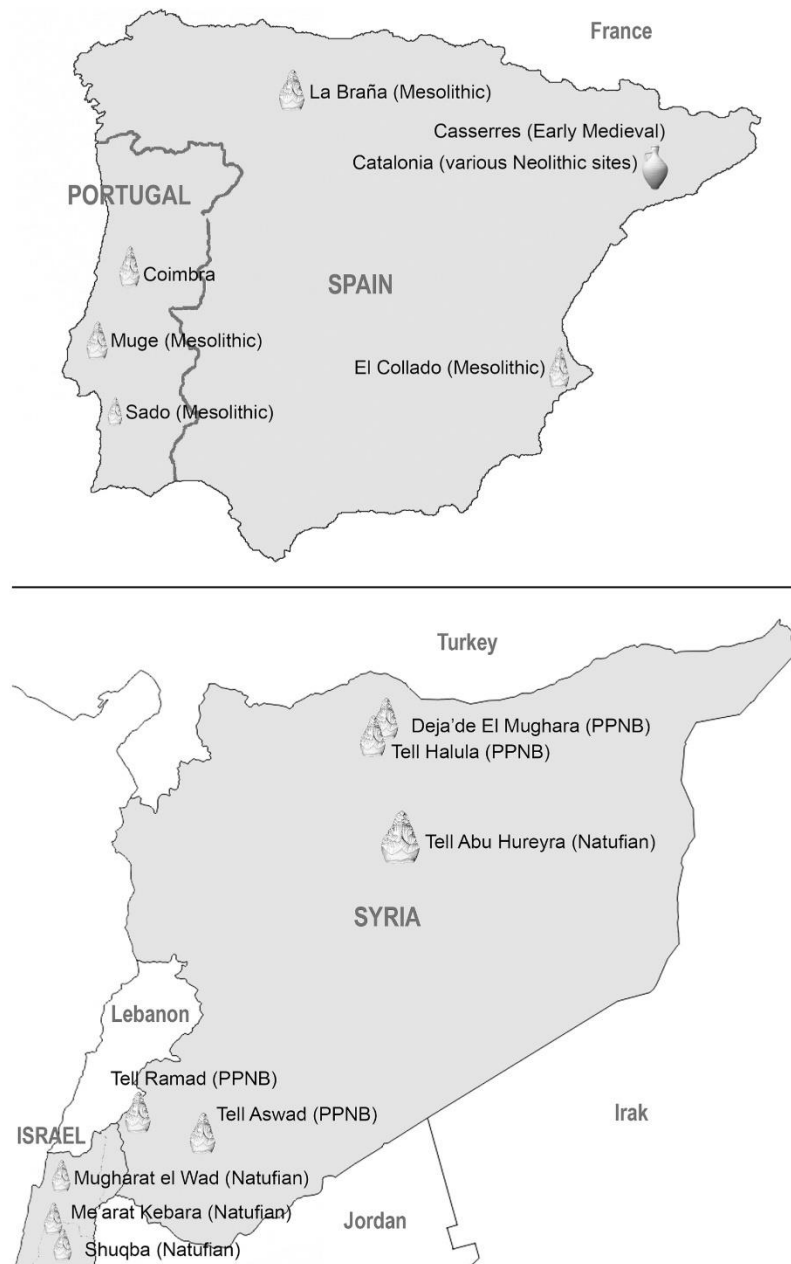 France
La Braña (Mesolithic)
Casserres (Early Medieval)
Catalonia (various Neolithic sites)
PORTUGAL
Coimbra
SPAIN
Muge (Mesolithic)
El Collado (Mesolithic)
Sado (Mesolithic)
Turkey
Deja’de El Mughara (PPNB)
Tell Halula (PPNB)
Tell Abu Hureyra (Natufian)
SYRIA
Lebanon
Tell Ramad (PPNB)
Tell Aswad (PPNB)
Irak
ISRAEL
Mugharat el Wad (Natufian)
Me’arat Kebara (Natufian)
Jordan
Shuqba (Natufian)